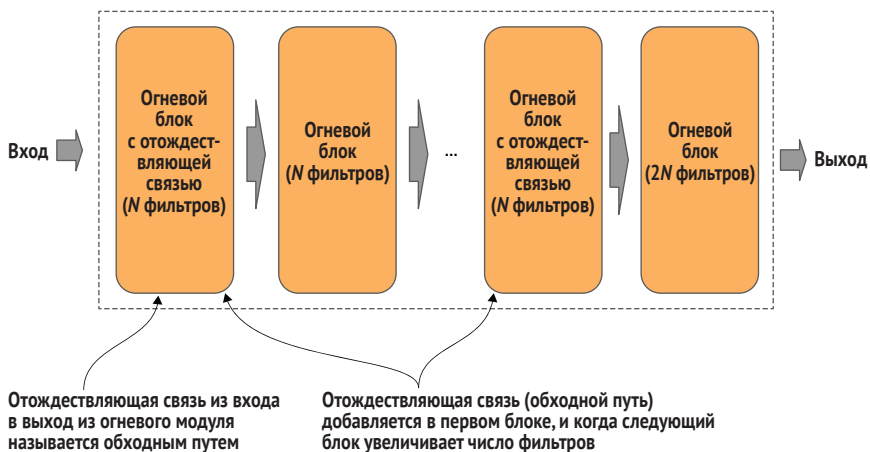 Вход
Огневой
блок
с отождест-
вляющей
связью
(N фильтров)
Огневой
блок
(N фильтров)
...
Огневой
блок
с отождест-
вляющей
связью
(N фильтров)
Огневой
блок
(2N фильтров)
Выход
Отождествляющая связь из входа
в выход из огневого модуля
называется обходным путем
Отождествляющая связь (обходной путь)
добавляется в первом блоке, и когда следующий
блок увеличивает число фильтров